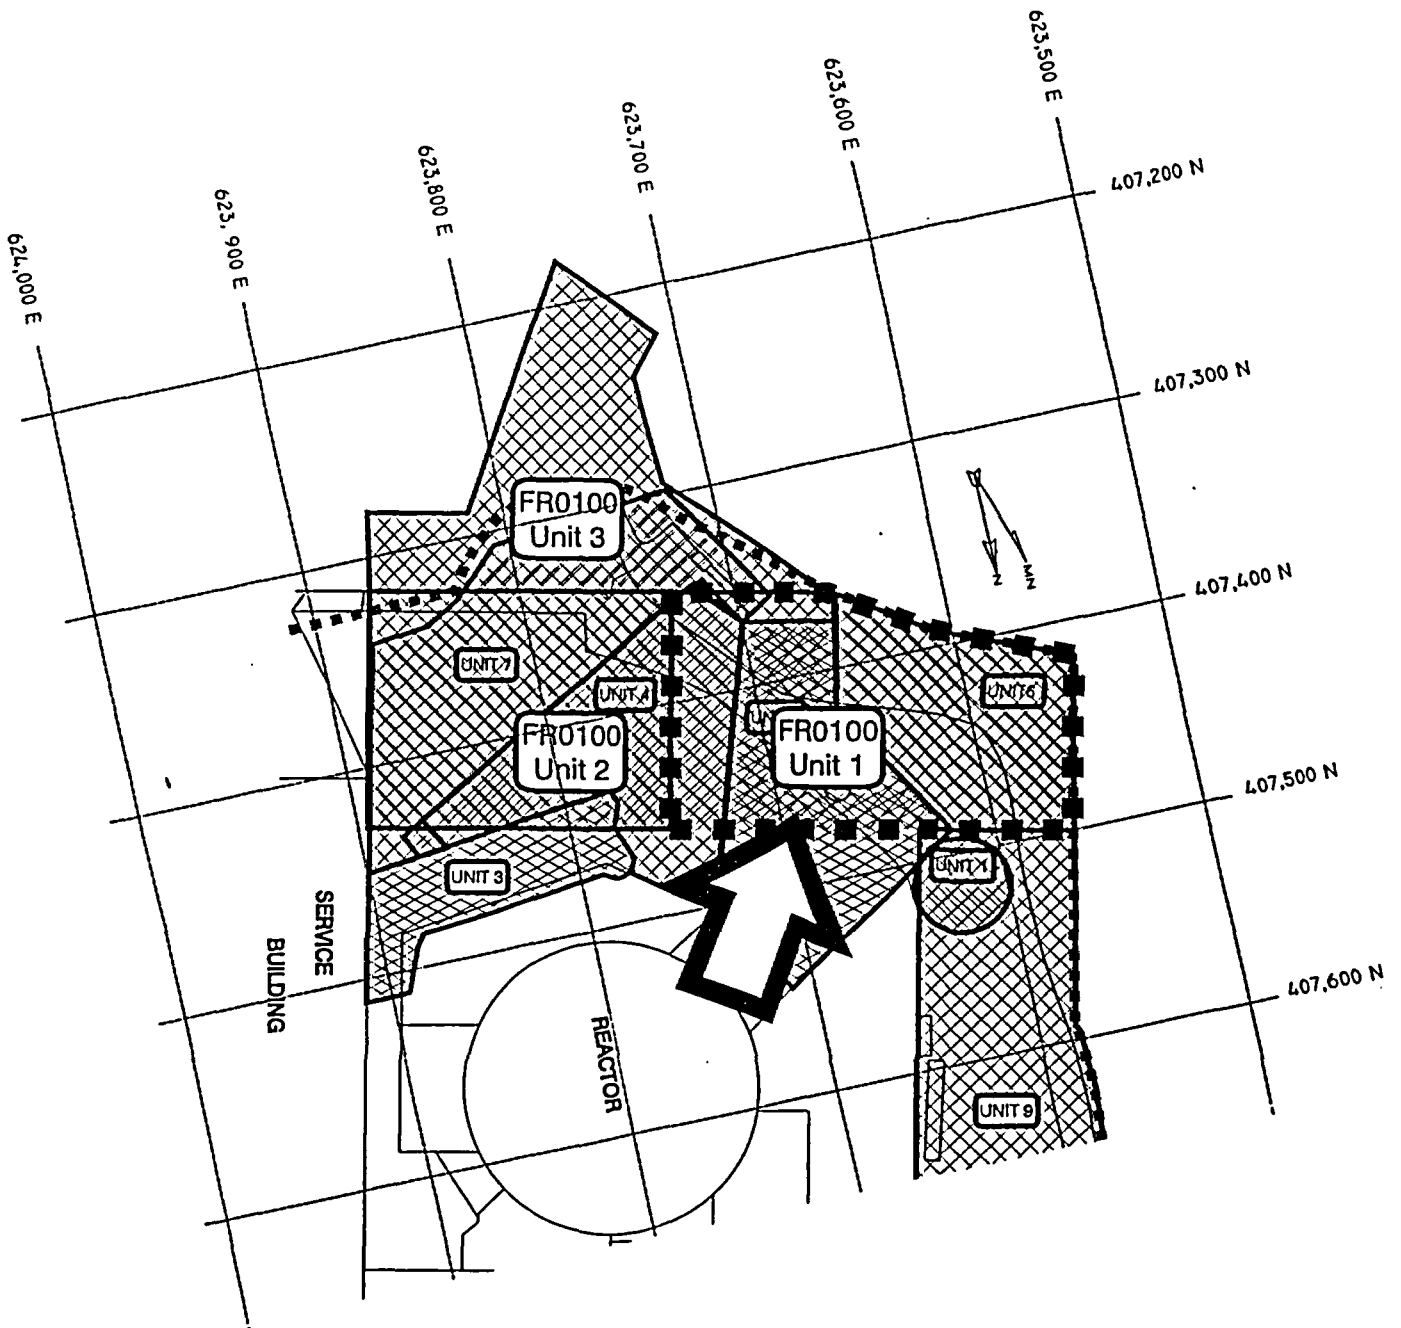 623,500 E
623,600 E
623,700 E
623,800 E
623,900 E
624,000 E
407,200 N
407,300 N
407,400 N
407,500 N
407,600 N
N
MN
FR0100
Unit 3
UNIT 7
UNIT 4
UNIT 6
FR0100
Unit 2
FR0100
Unit 1
UNIT 3
UNIT 9
SERVICE
BUILDING
REACTOR